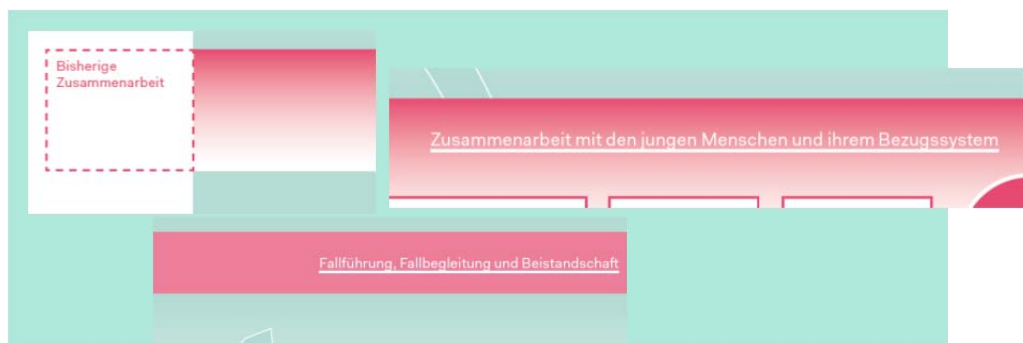 Bisherige
Zusammenarbeit
Zusammenarbeit mit den jungen Menschen und ihrem Bezugssystem
Fallführung, Fallbegleitung und Beistandschaft